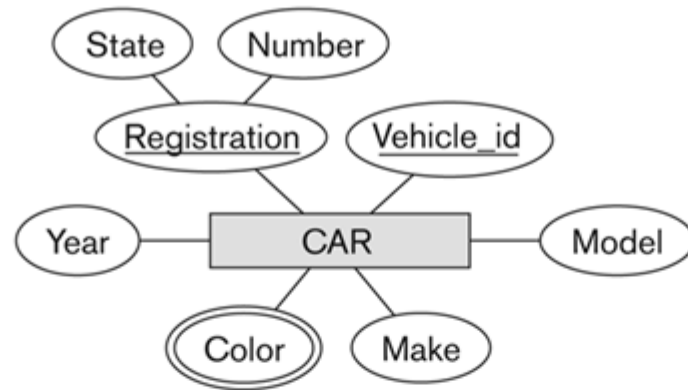 State
Number
Registration
Vehicle_id
Year
CAR
Model
Color
Make